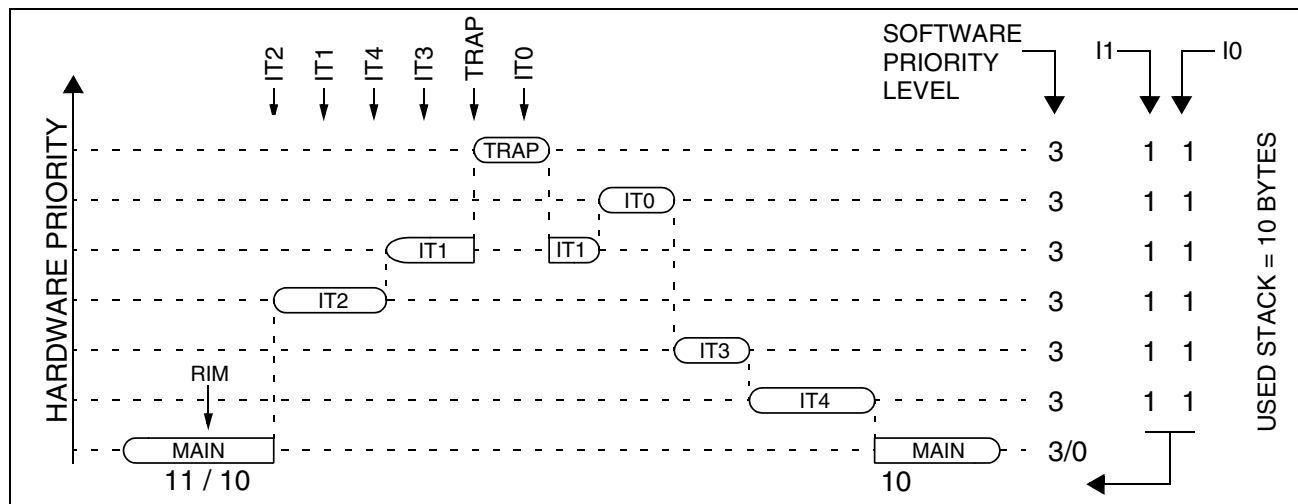 SOFTWARE
PRIORITY
LEVEL
I1
I0
IT2
IT1
IT4
IT3
TRAP
IT0
HARDWARE PRIORITY
TRAP
3
1 1
IT0
3
1 1
IT1
IT1
3
1 1
IT2
3
1 1
IT3
3
1 1
RIM
IT4
3
1 1
MAIN
MAIN
3/0
11 / 10
10
USED STACK = 10 BYTES